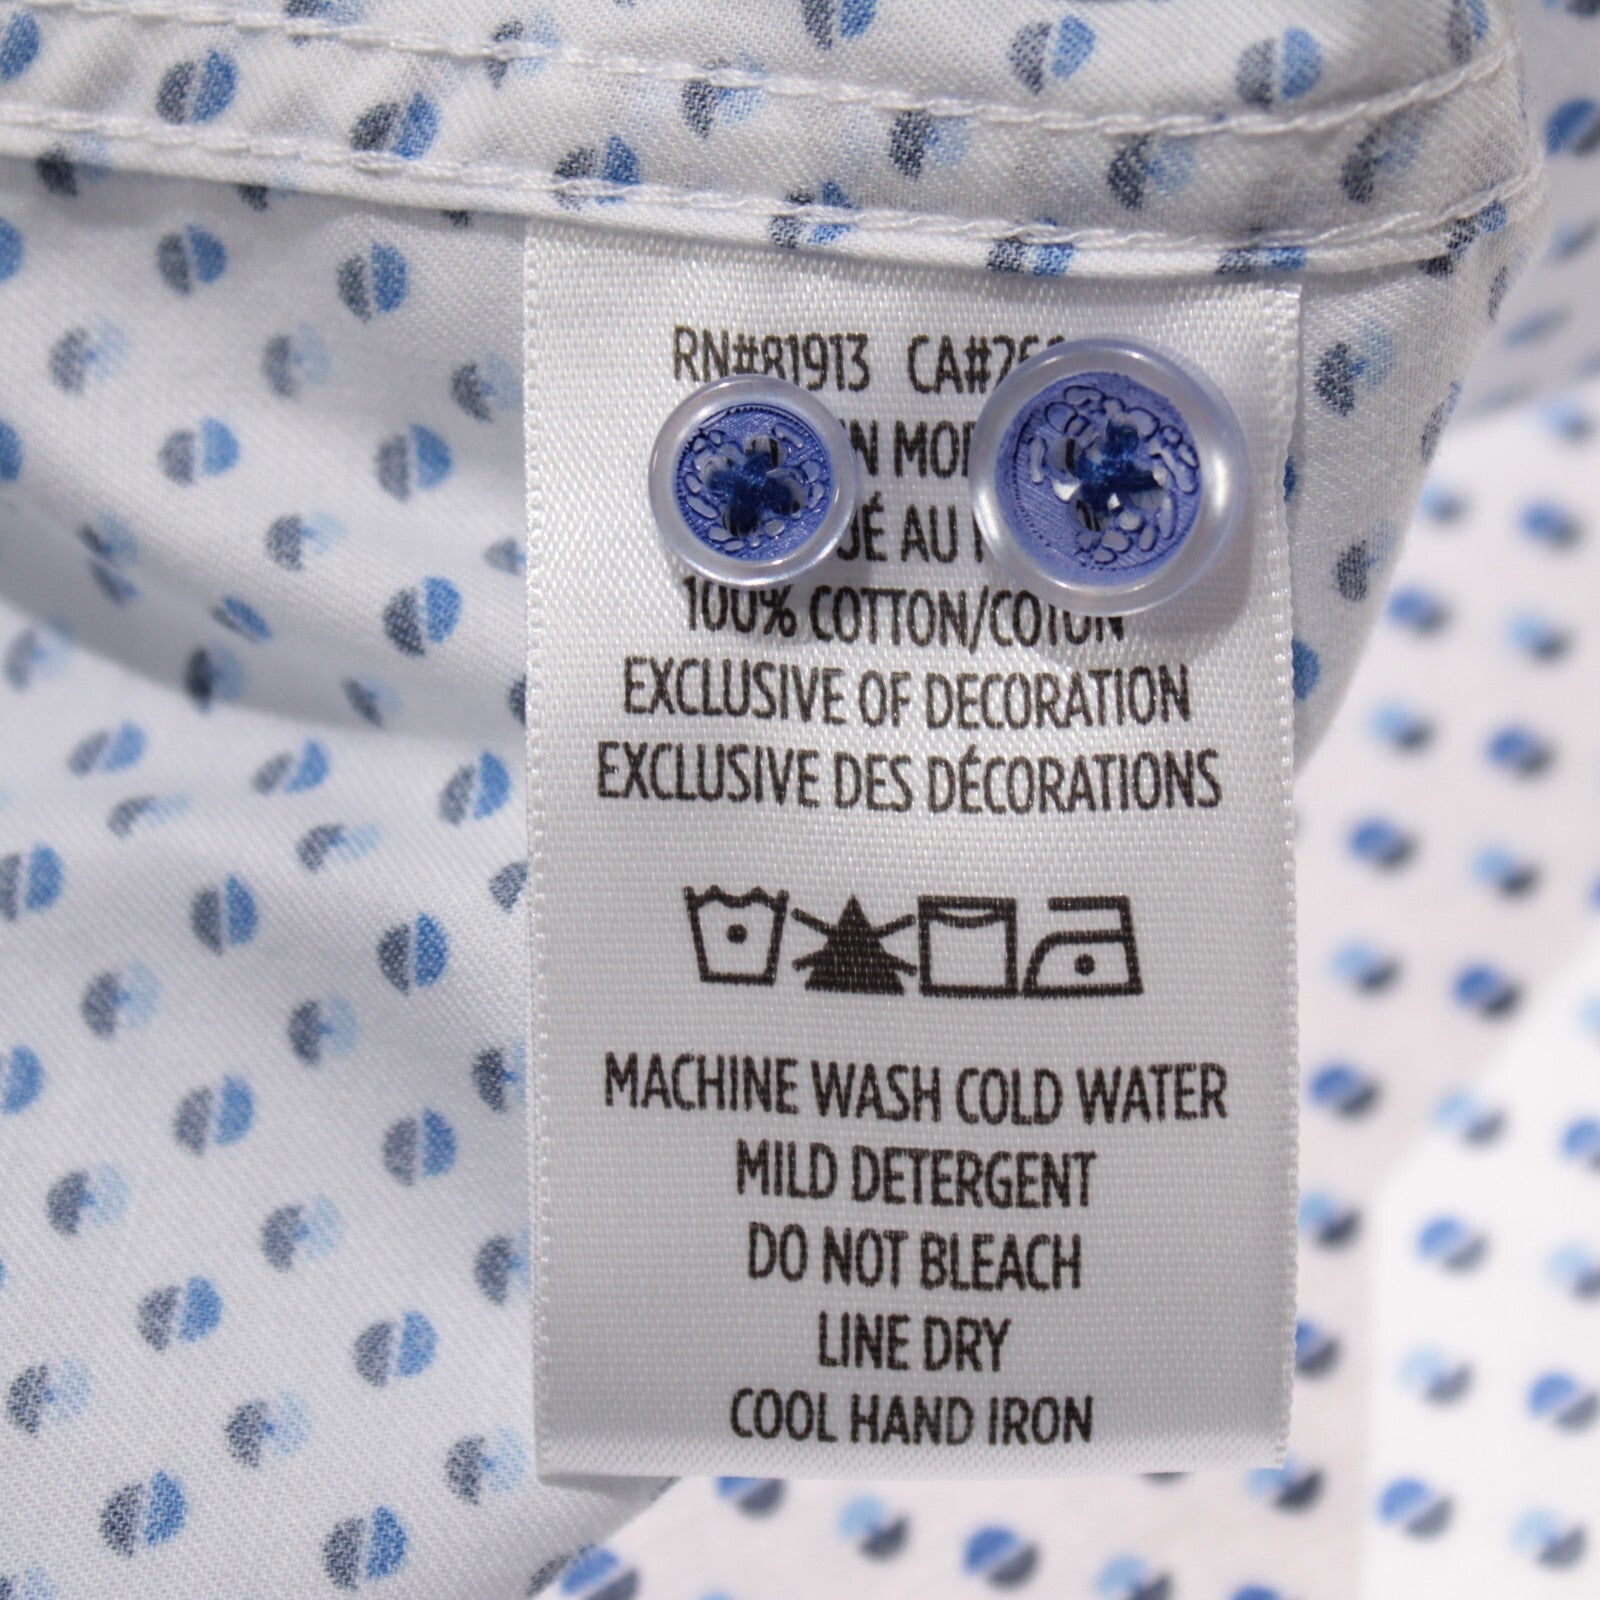 RN#81913 CA#
AU
100% COTTON/COTON
EXCLUSIVE OF DECORATION
EXCLUSIVE DES DÉCORATIONS
MACHINE WASH COLD WATER
MILD DETERGENT
DO NOT BLEACH
LINE DRY
COOL HAND IRON